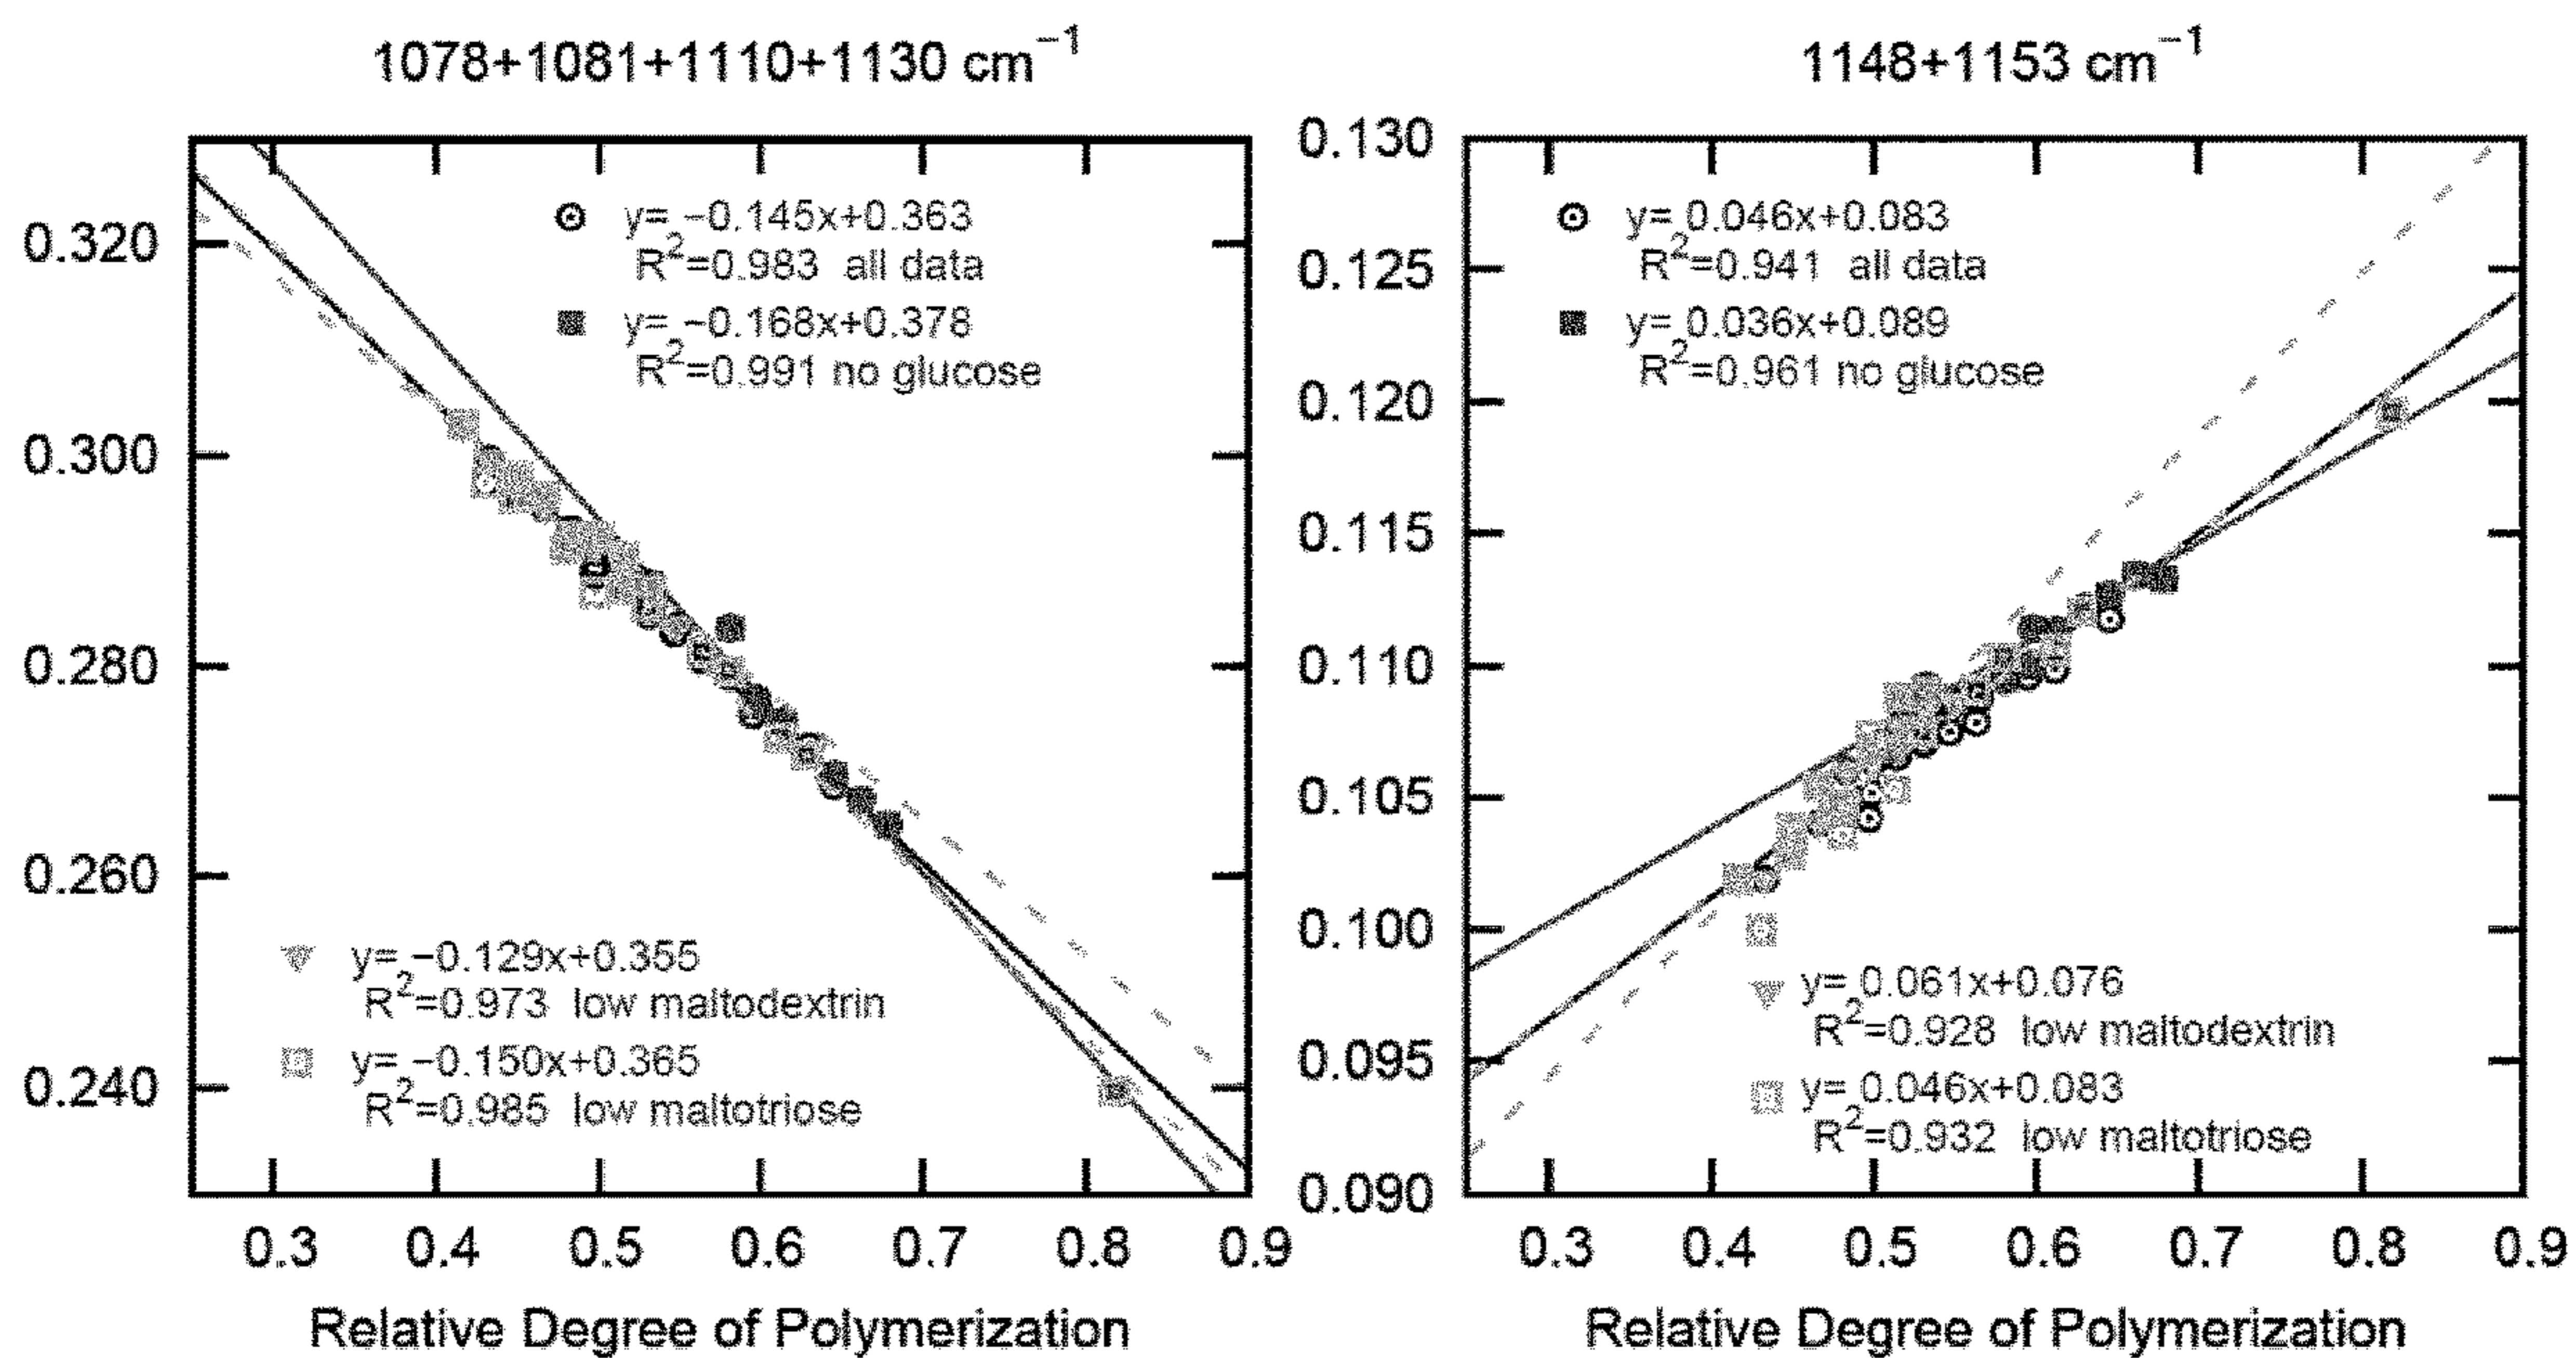 1078+1081+1110+1130 cm⁻¹
0.320
0.300
0.280
0.260
0.240
y= −0.145x+0.363
R²=0.983 all data
y= −0.168x+0.378
R²=0.991 no glucose
y= −0.129x+0.355
R²=0.973 low maltodextrin
y= −0.150x+0.365
R²=0.985 low maltotriose
0.3 0.4 0.5 0.6 0.7 0.8 0.9
Relative Degree of Polymerization
1148+1153 cm⁻¹
0.130
0.125
0.120
0.115
0.110
0.105
0.100
0.095
0.090
y= 0.046x+0.083
R²=0.941 all data
y= 0.036x+0.089
R²=0.961 no glucose
y= 0.061x+0.076
R²=0.928 low maltodextrin
y= 0.046x+0.083
R²=0.932 low maltotriose
0.3 0.4 0.5 0.6 0.7 0.8 0.9
Relative Degree of Polymerization